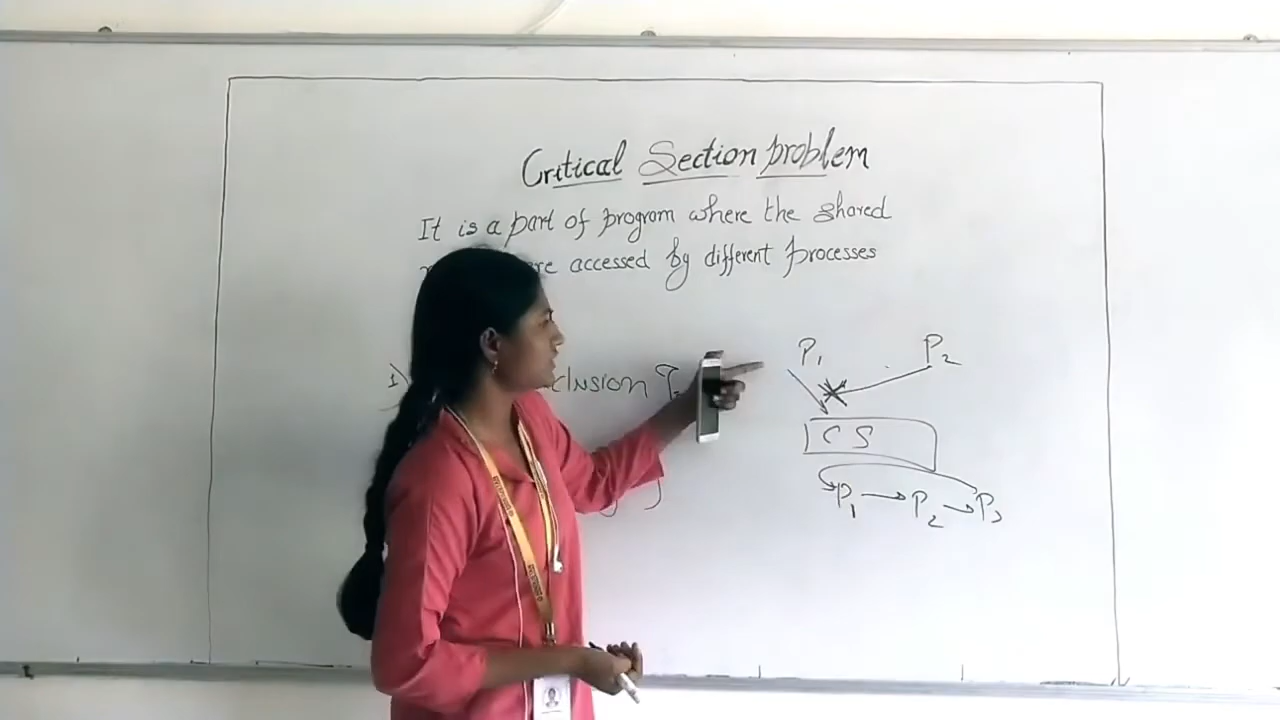 Critical Section problem
It is a part of program where the shared
are accessed by different processes
1)
P1 P2
CS
P1 P2 P3